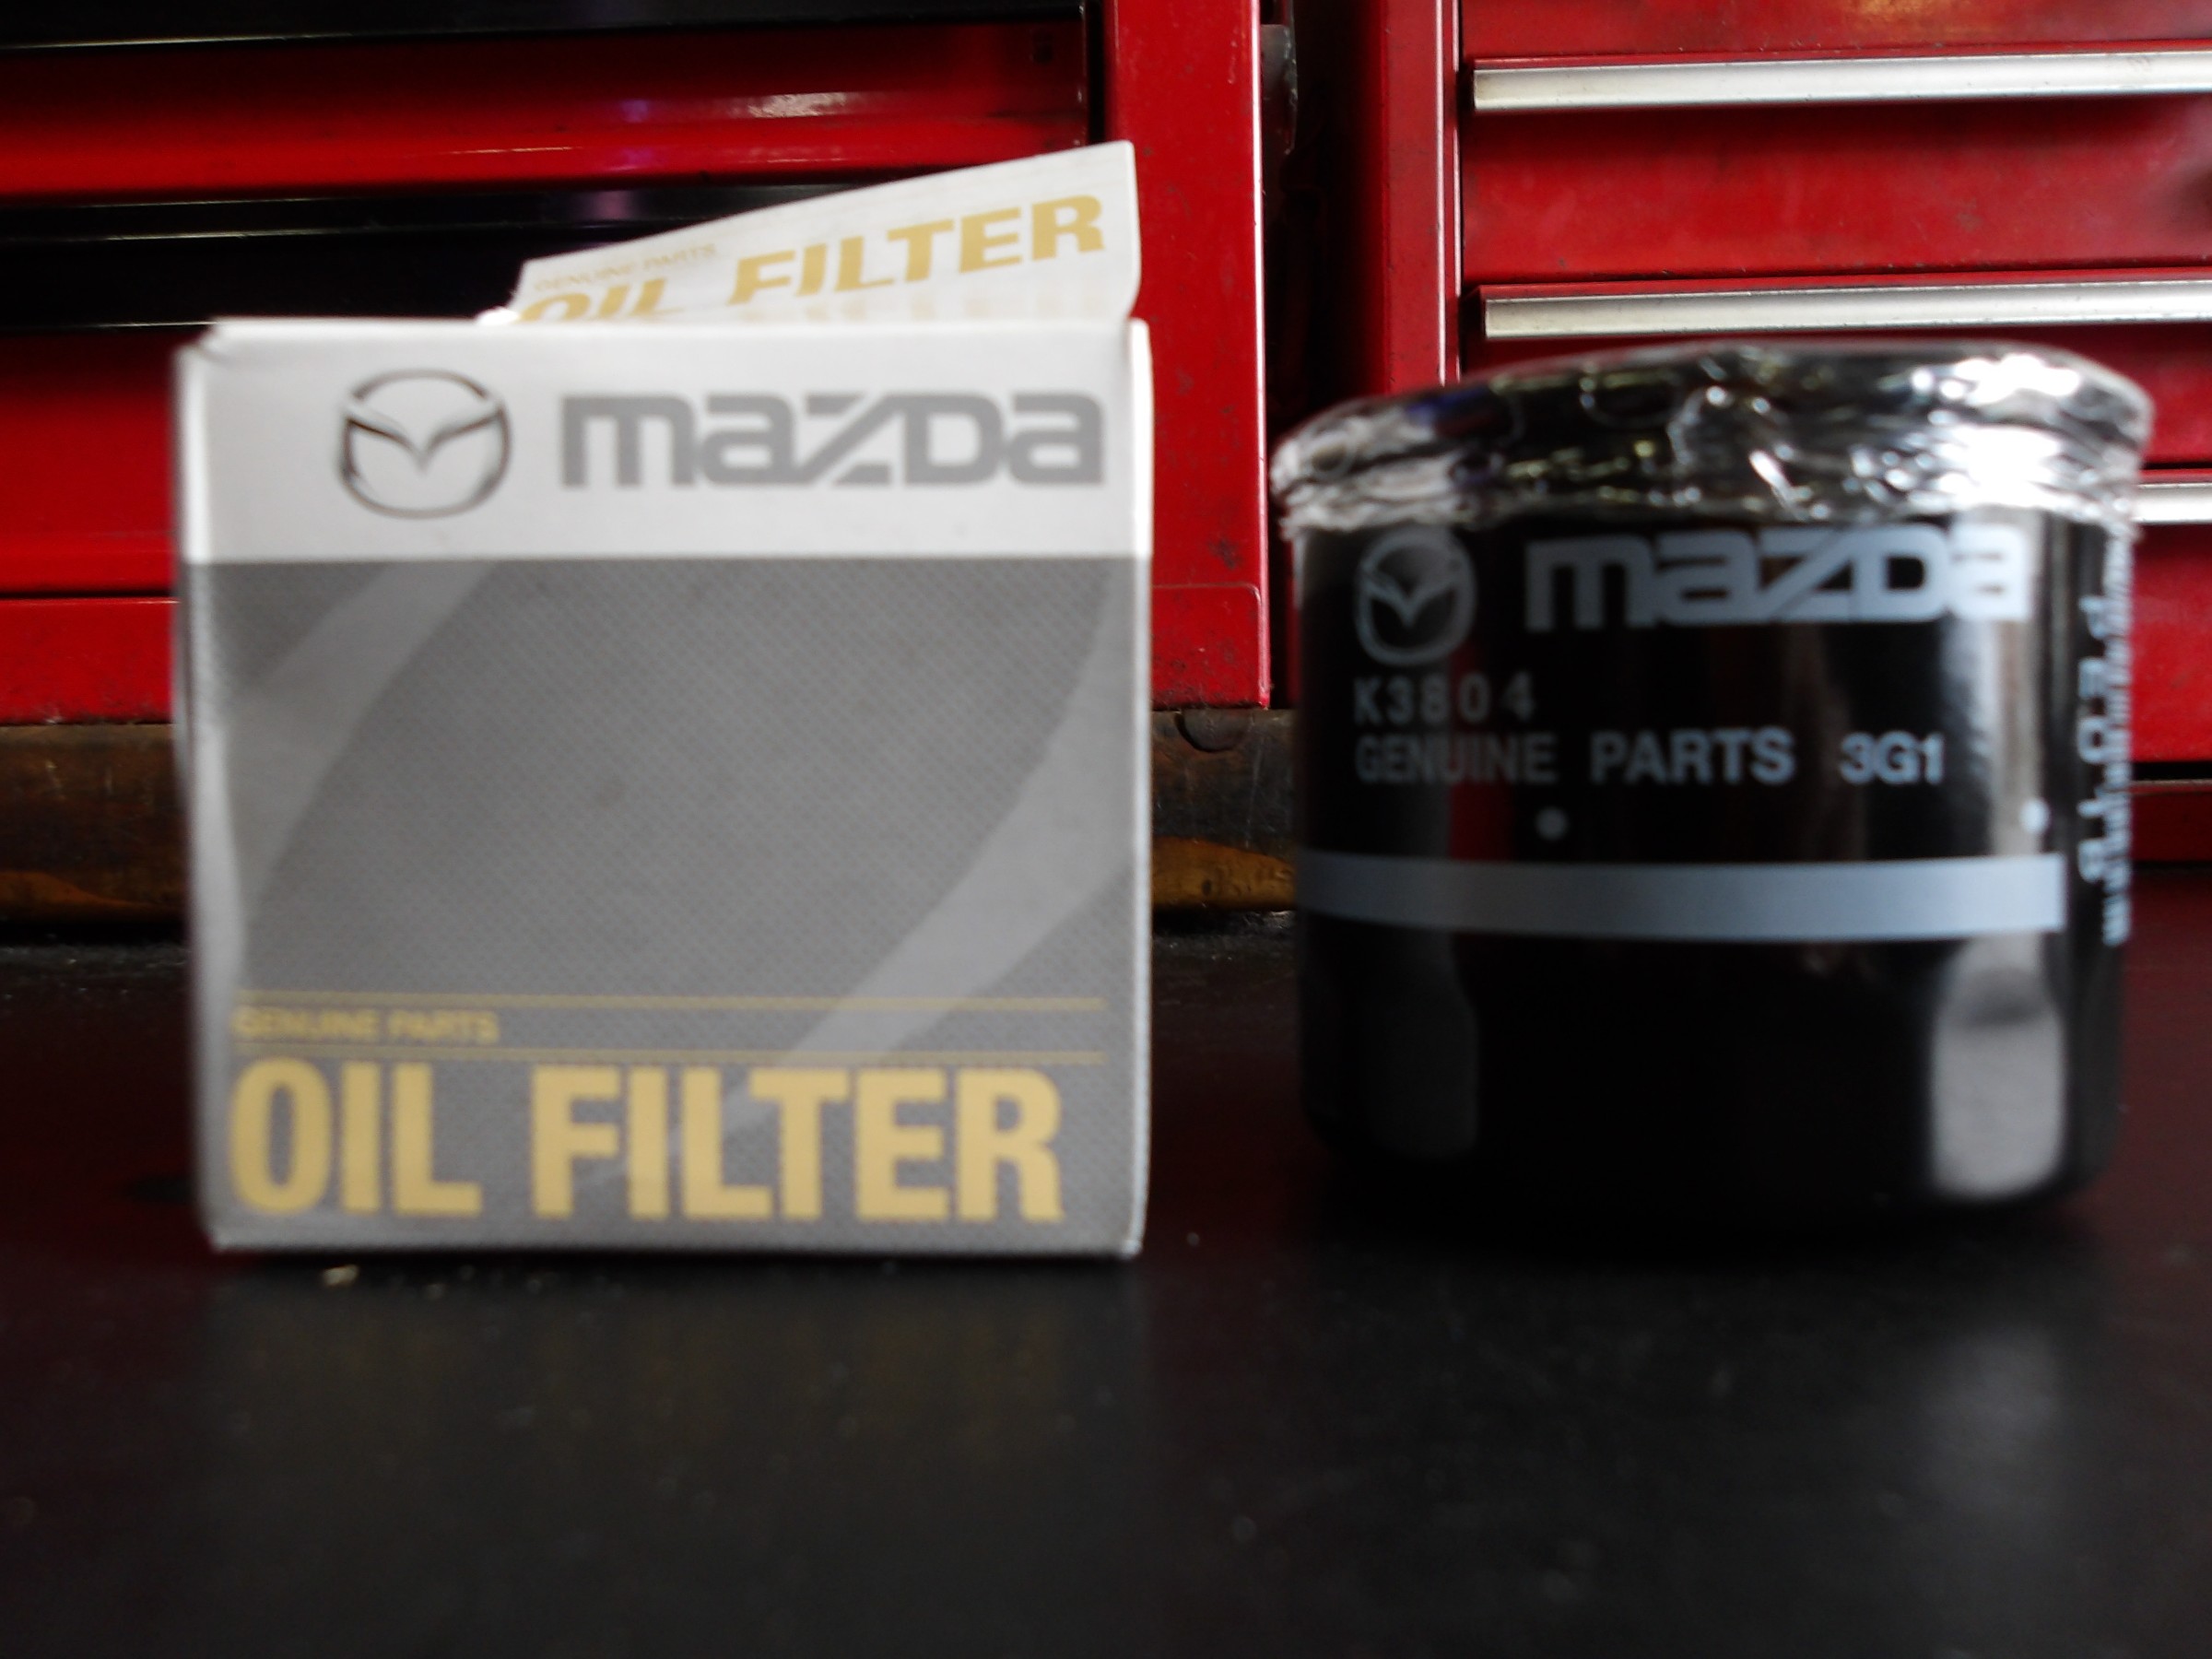 GENUINE PARTS
OIL FILTER
mazda
GENUINE PARTS
OIL FILTER
mazda
K3804
GENUINE PARTS 3G1